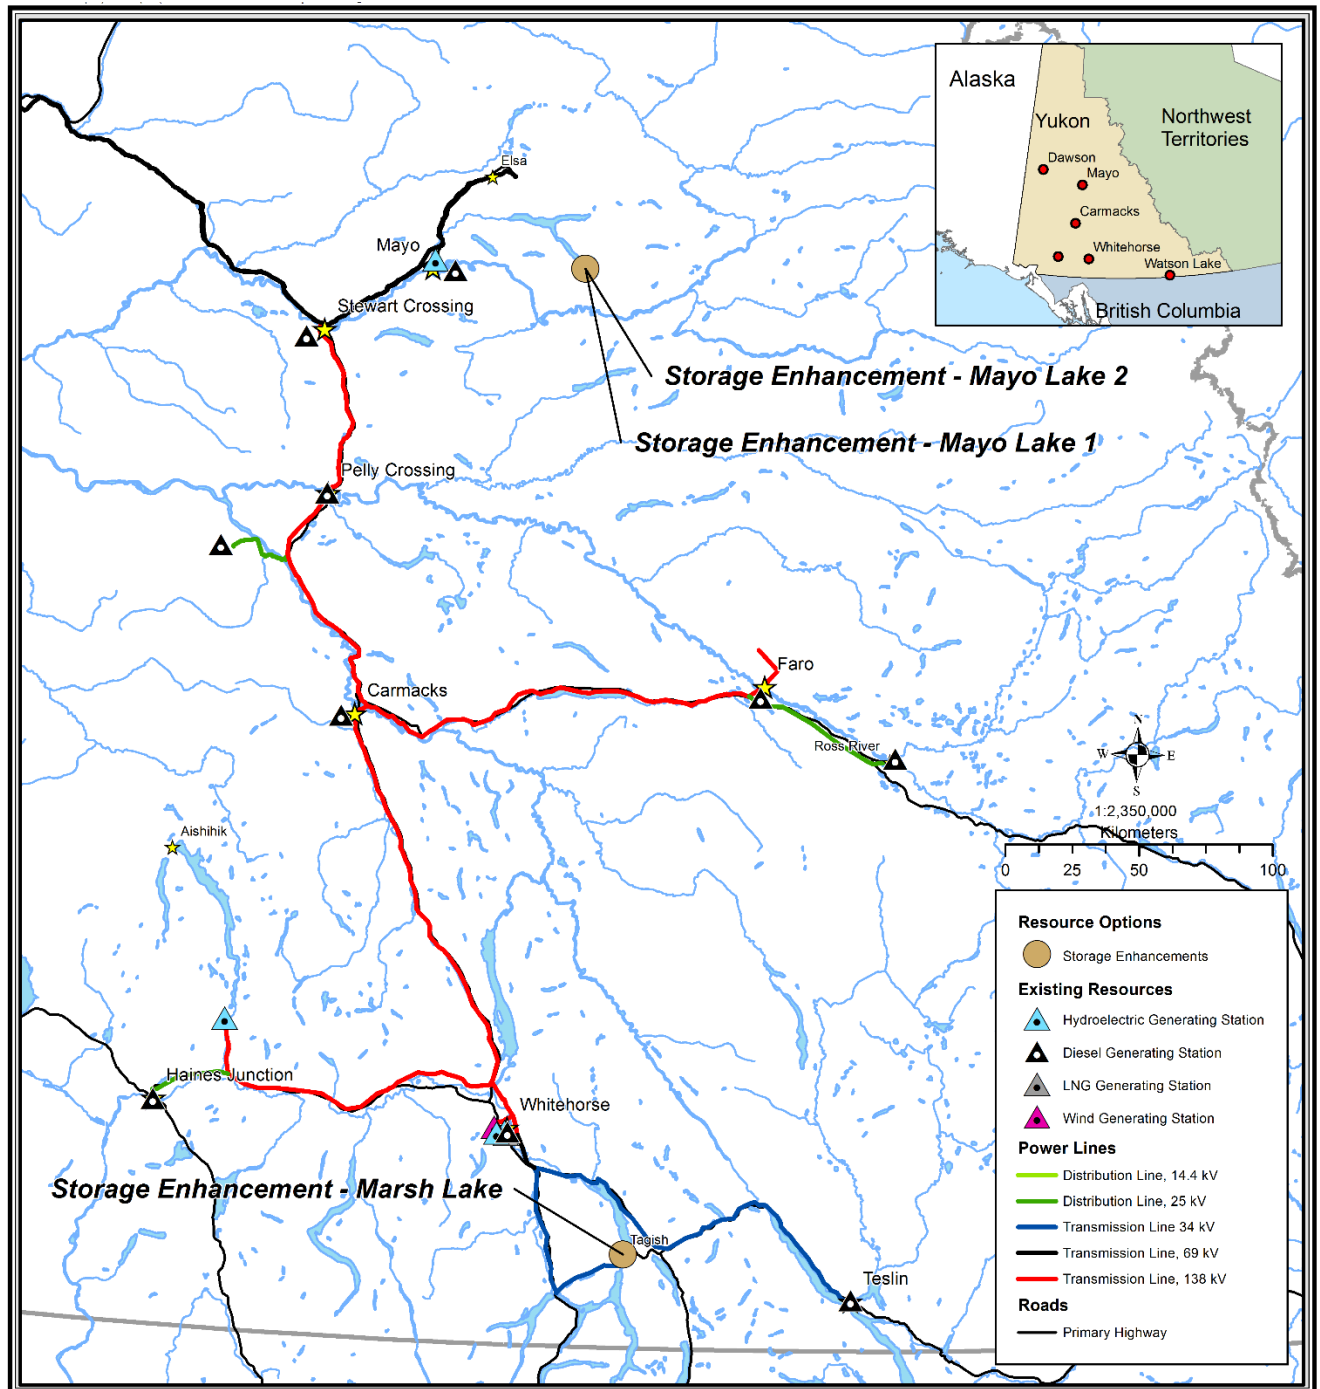 Alaska
Yukon
Northwest
Territories
Dawson
Mayo
Carmacks
Whitehorse
Watson Lake
British Columbia
Elsa
Mayo
Stewart Crossing
Storage Enhancement - Mayo Lake 2
Storage Enhancement - Mayo Lake 1
Pelly Crossing
Faro
Carmacks
Ross River
N
W
E
S
1:2,350,000
Kilometers
0 25 50 100
Aishihik
Haines Junction
Whitehorse
Storage Enhancement - Marsh Lake
Tagish
Teslin
Resource Options
Storage Enhancements
Existing Resources
Hydroelectric Generating Station
Diesel Generating Station
LNG Generating Station
Wind Generating Station
Power Lines
Distribution Line, 14.4 kV
Distribution Line, 25 kV
Transmission Line 34 kV
Transmission Line, 69 kV
Transmission Line, 138 kV
Roads
Primary Highway